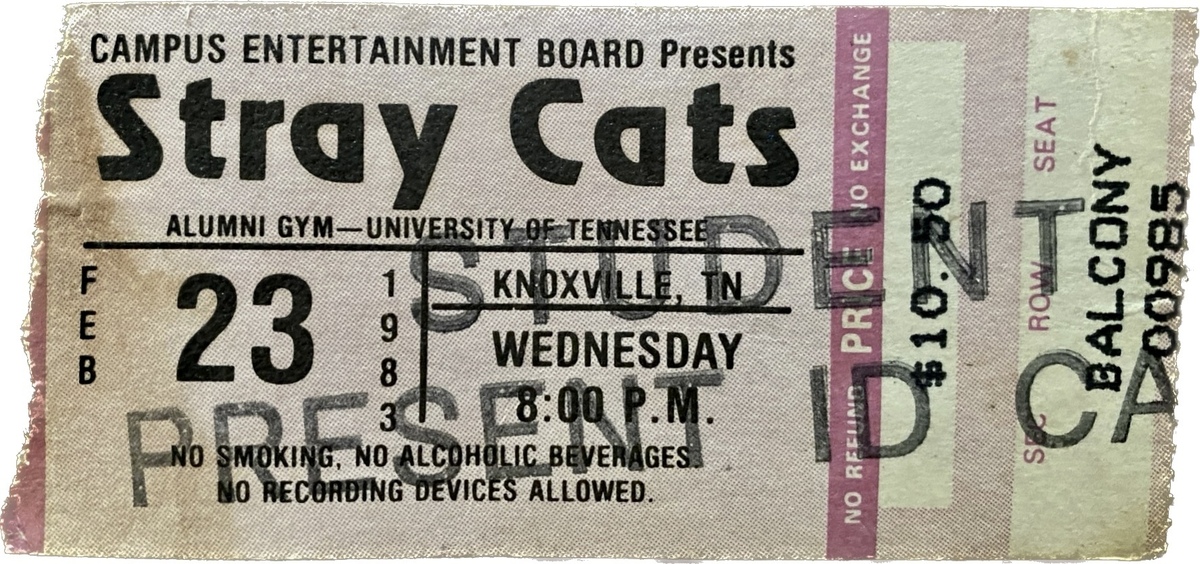 CAMPUS ENTERTAINMENT BOARD Presents
Stray Cats
ALUMNI GYM—UNIVERSITY OF TENNESSEE
FEB
23
1983
KNOXVILLE, TN
WEDNESDAY
8:00 P.M.
NO SMOKING, NO ALCOHOLIC BEVERAGES.
NO RECORDING DEVICES ALLOWED.
STUDENT
PRESENT ID CA
NO REFUND PRICE NO EXCHANGE
$10.50
SEC ROW SEAT
BALCONY
00985